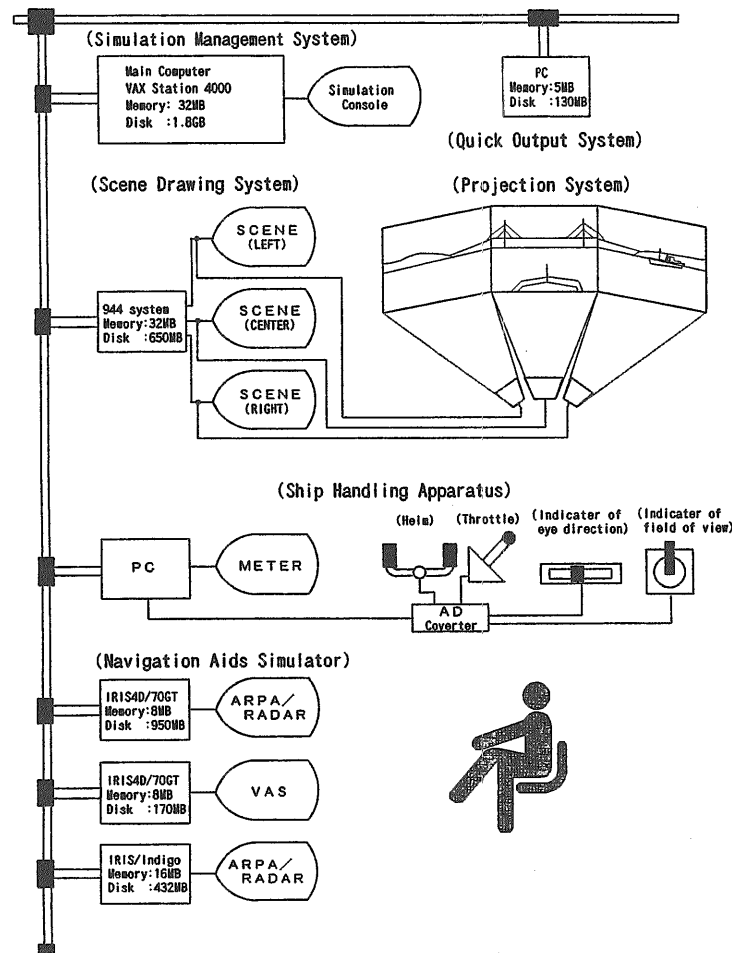 (Simulation Management System)
Main Computer
VAX Station 4000
Memory: 32MB
Disk :1.8GB
Simulation
Console
PC
Memory:5MB
Disk :130MB
(Quick Output System)
(Scene Drawing System)
(Projection System)
SCENE
(LEFT)
944 system
Memory:32MB
Disk :650MB
SCENE
(CENTER)
SCENE
(RIGHT)
(Ship Handling Apparatus)
(Helm)
(Throttle)
(Indicater of
eye direction)
(Indicater of
field of view)
PC
METER
AD
Coverter
(Navigation Aids Simulator)
IRIS4D/70GT
Memory:8MB
Disk :950MB
ARPA/
RADAR
IRIS4D/70GT
Memory:8MB
Disk :170MB
VAS
IRIS/Indigo
Memory:16MB
Disk :432MB
ARPA/
RADAR